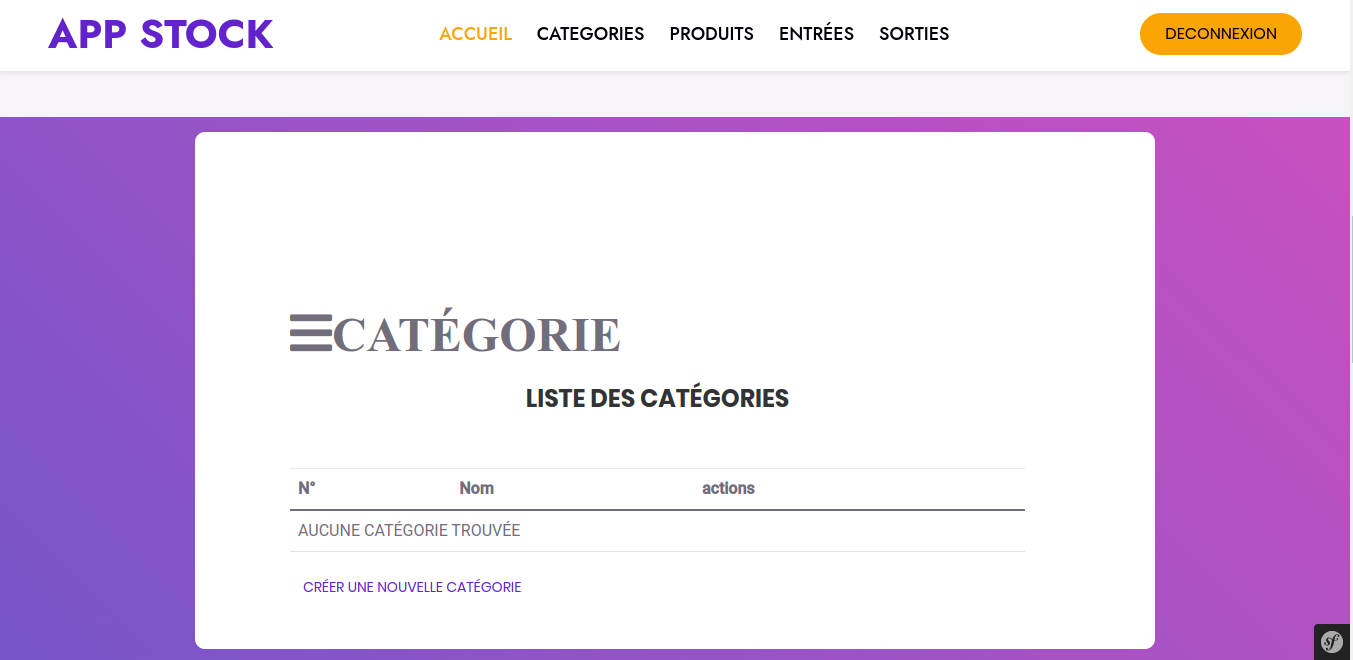 APP STOCK
ACCUEIL CATEGORIES PRODUITS ENTRÉES SORTIES
DECONNEXION
CATÉGORIE
LISTE DES CATÉGORIES
N° Nom actions
AUCUNE CATÉGORIE TROUVÉE
CRÉER UNE NOUVELLE CATÉGORIE
sf